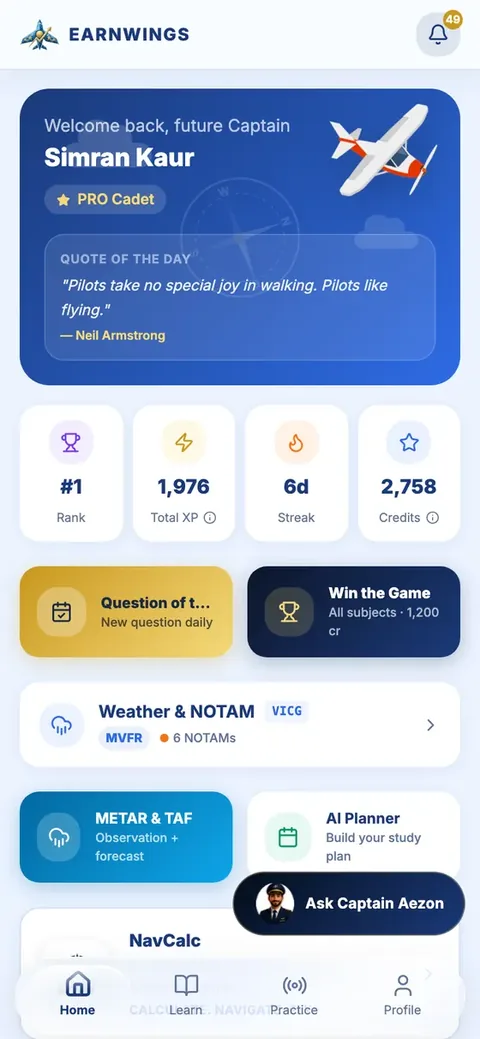 EARNWINGS
49
Welcome back, future Captain
Simran Kaur
PRO Cadet
W
N
QUOTE OF THE DAY
"Pilots take no special joy in walking. Pilots like
flying."
— Neil Armstrong
#1
Rank
1,976
Total XP
6d
Streak
2,758
Credits
Question of t...
New question daily
Win the Game
All subjects · 1,200
cr
Weather & NOTAM
VICG
MVFR
6 NOTAMs
METAR & TAF
Observation +
forecast
AI Planner
Build your study
plan
Ask Captain Aezon
NavCalc
CALCULATE. NAVIGAT
Home
Learn
Practice
Profile